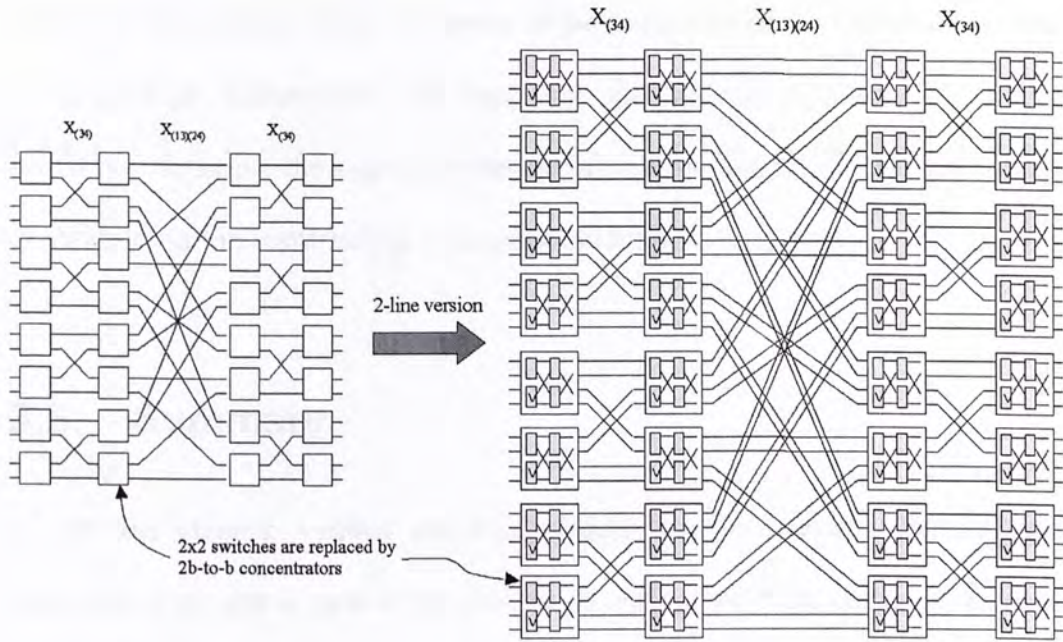 X(34) X(13)(24) X(34)
X(34) X(13)(24) X(34)
2-line version
2x2 switches are replaced by
2b-to-b concentrators